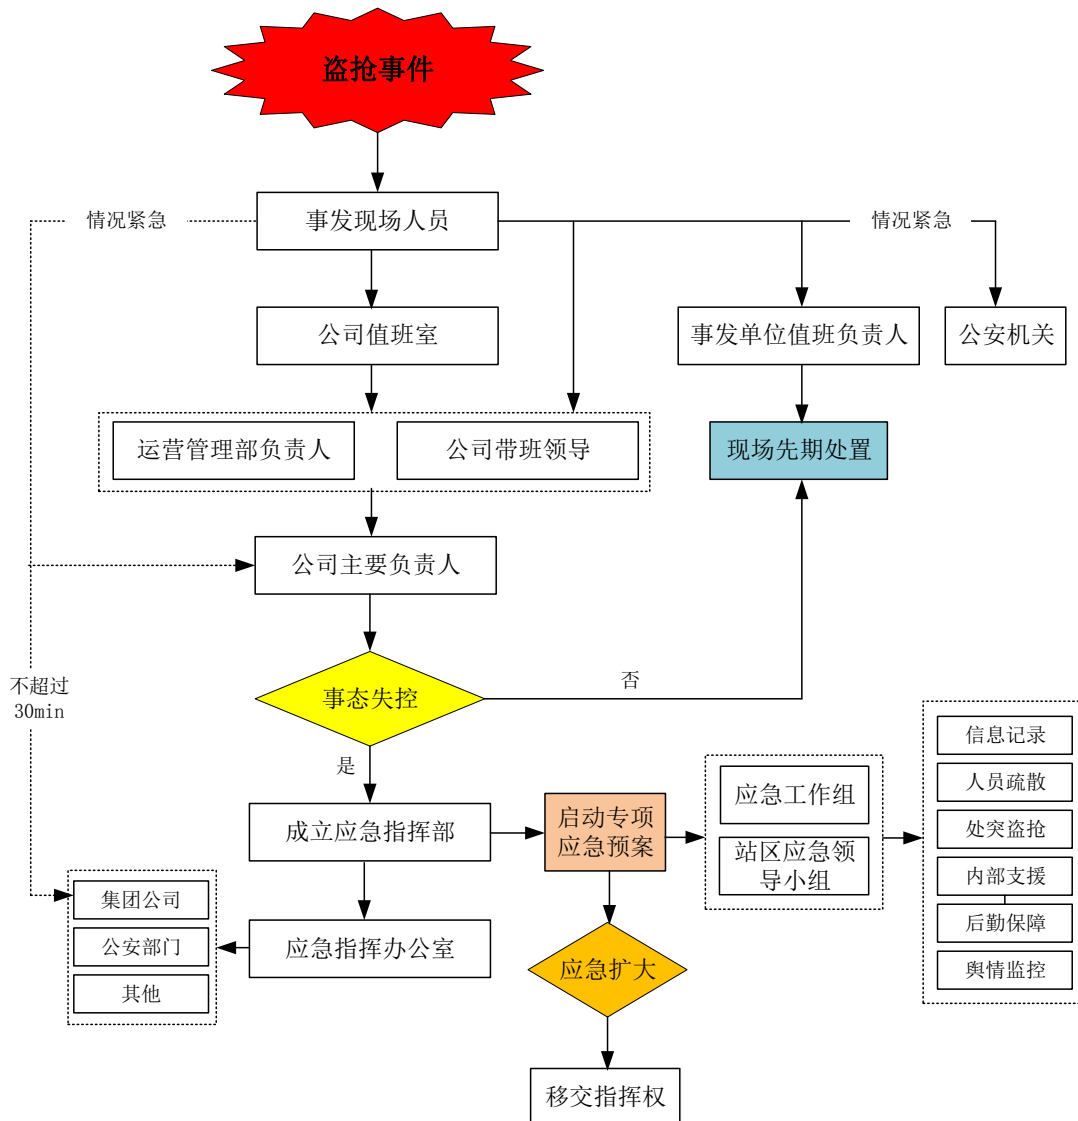 盗抢事件
情况紧急
事发现场人员
情况紧急
公司值班室
事发单位值班负责人
公安机关
运营管理部负责人
公司带班领导
现场先期处置
公司主要负责人
不超过
30min
事态失控
否
是
成立应急指挥部
启动专项
应急预案
应急工作组
站区应急领
导小组
信息记录
人员疏散
处突盗抢
内部支援
后勤保障
舆情监控
集团公司
公安部门
其他
应急指挥办公室
应急扩大
移交指挥权